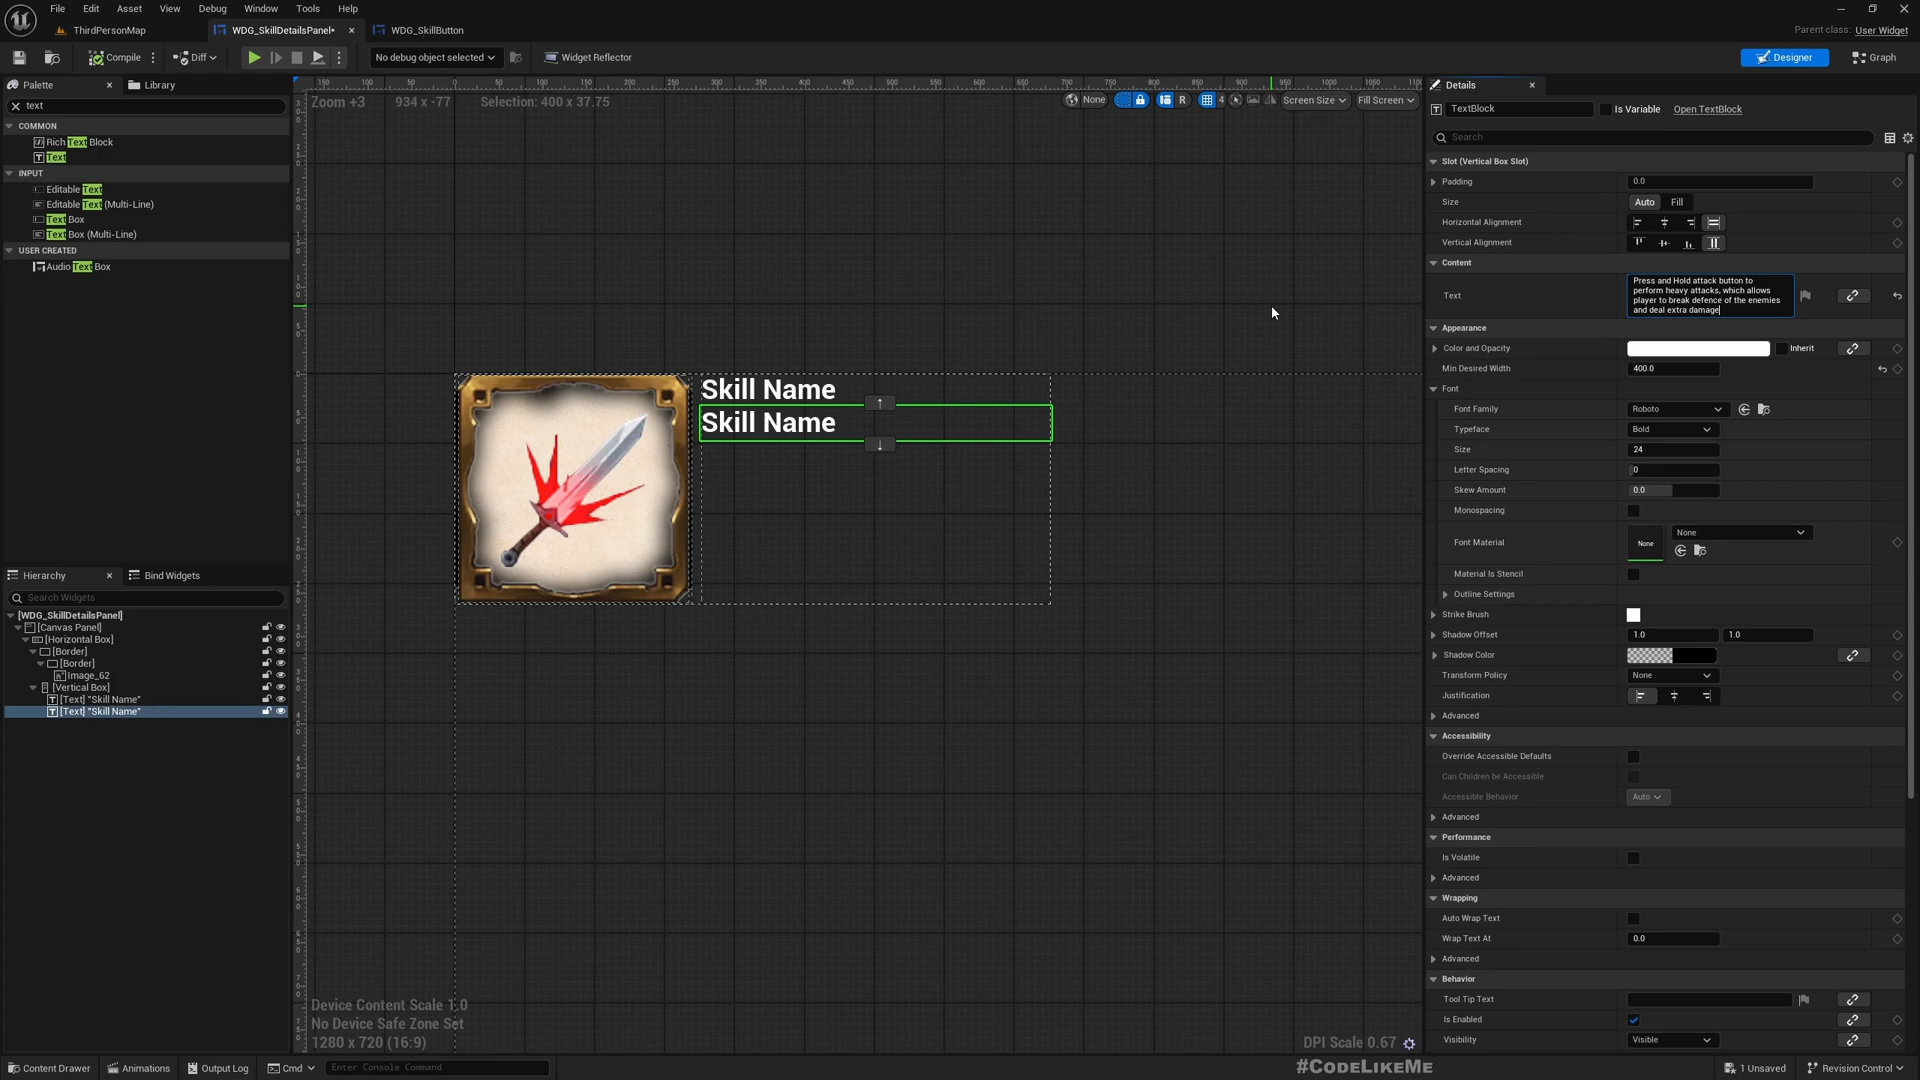 File Edit Asset View Debug Window Tools Help
ThirdPersonMap
WDG_SkillDetailsPanel•
WDG_SkillButton
Parent class: User Widget
Compile
Diff
No debug object selected
Widget Reflector
Designer
Graph
Palette
Library
text
COMMON
Rich Text Block
Text
INPUT
Editable Text
Editable Text (Multi-Line)
Text Box
Text Box (Multi-Line)
USER CREATED
Audio Text Box
Hierarchy
Bind Widgets
Search Widgets
[WDG_SkillDetailsPanel]
[Canvas Panel]
[Horizontal Box]
[Border]
[Border]
Image_62
[Vertical Box]
[Text] "Skill Name"
[Text] "Skill Name"
Zoom +3
934 x -77
Selection: 400 x 37.75
None
R
4
Screen Size
Fill Screen
Skill Name
Skill Name
Device Content Scale 1.0
No Device Safe Zone Set
1280 x 720 (16:9)
DPI Scale 0.67
Details
TextBlock
Is Variable
Open TextBlock
Search
Slot (Vertical Box Slot)
Padding 0.0
Size Auto Fill
Horizontal Alignment
Vertical Alignment
Content
Text
Press and Hold attack button to
perform heavy attacks, which allows
player to break defence of the enemies
and deal extra damage
Appearance
Color and Opacity Inherit
Min Desired Width 400.0
Font
Font Family Roboto
Typeface Bold
Size 24
Letter Spacing 0
Skew Amount 0.0
Monospacing
Font Material None None
Material Is Stencil
Outline Settings
Strike Brush
Shadow Offset 1.0 1.0
Shadow Color
Transform Policy None
Justification
Advanced
Accessibility
Override Accessible Defaults
Can Children be Accessible
Accessible Behavior Auto
Advanced
Performance
Is Volatile
Advanced
Wrapping
Auto Wrap Text
Wrap Text At 0.0
Advanced
Behavior
Tool Tip Text
Is Enabled
Visibility Visible
Content Drawer
Animations
Output Log
Cmd
Enter Console Command
#CODELIKEME
1 Unsaved
Revision Control